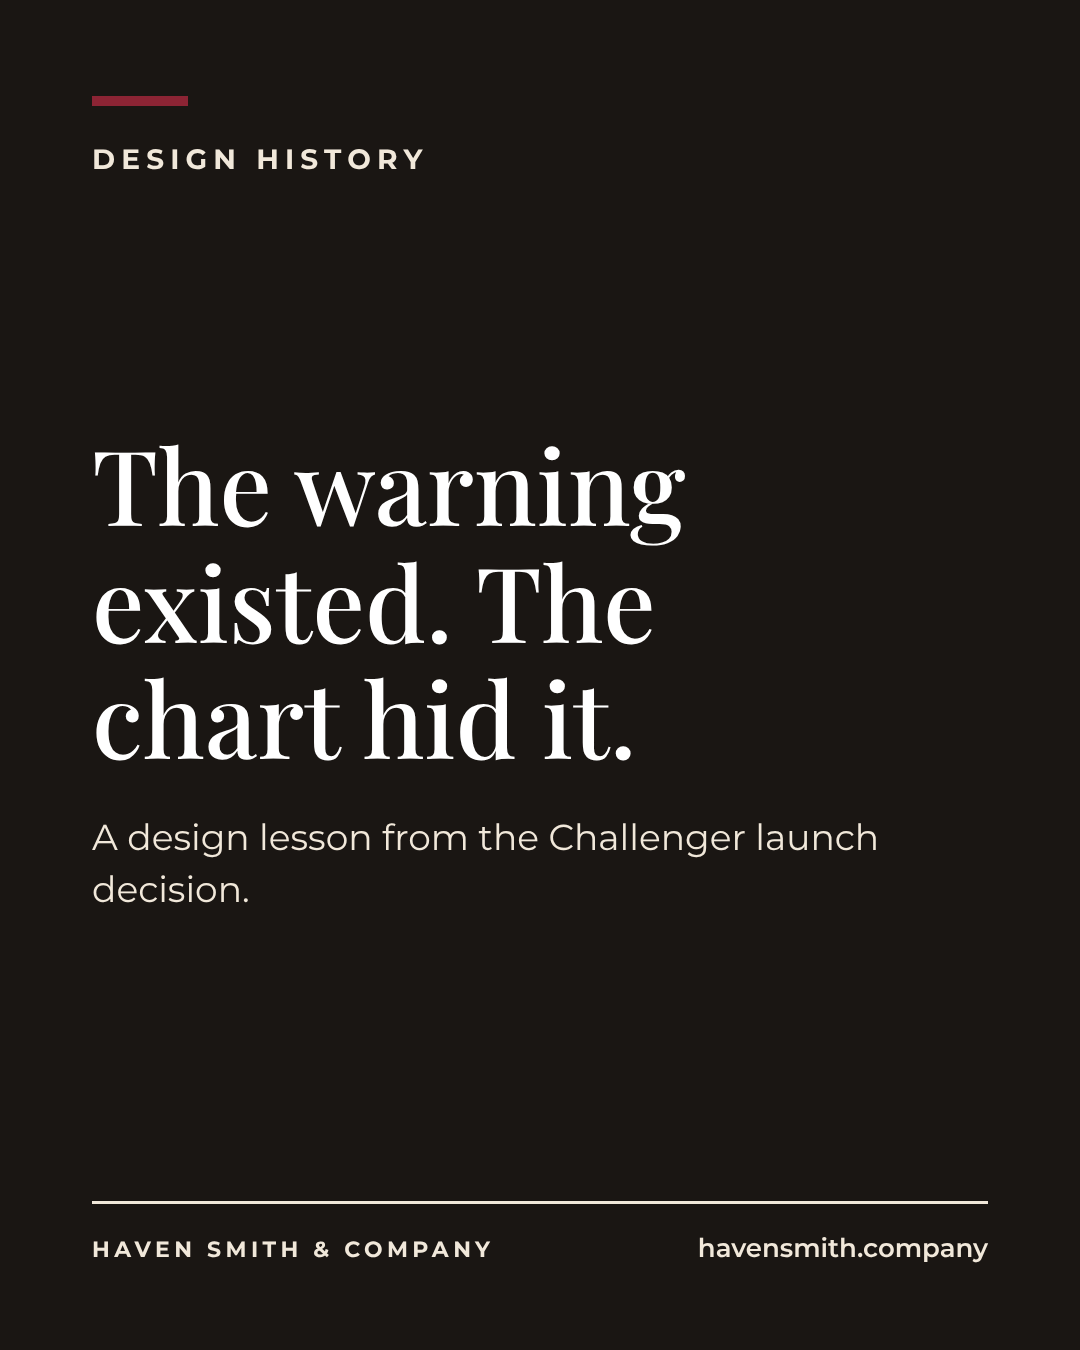 DESIGN HISTORY
The warning
existed. The
chart hid it.
A design lesson from the Challenger launch
decision.
HAVEN SMITH & COMPANY
havensmith.company